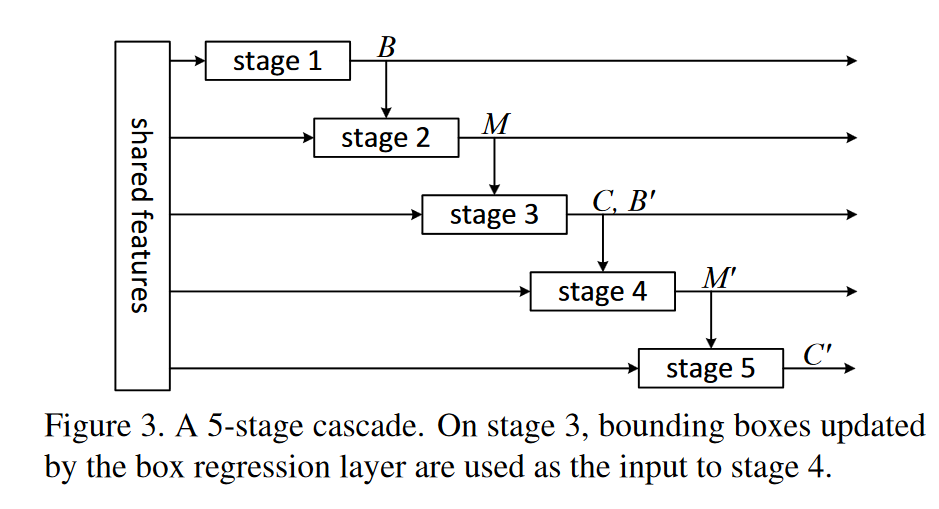 shared features
stage 1
B
stage 2
M
stage 3
C, B′
stage 4
M′
stage 5
C′
Figure 3. A 5-stage cascade. On stage 3, bounding boxes updated
by the box regression layer are used as the input to stage 4.